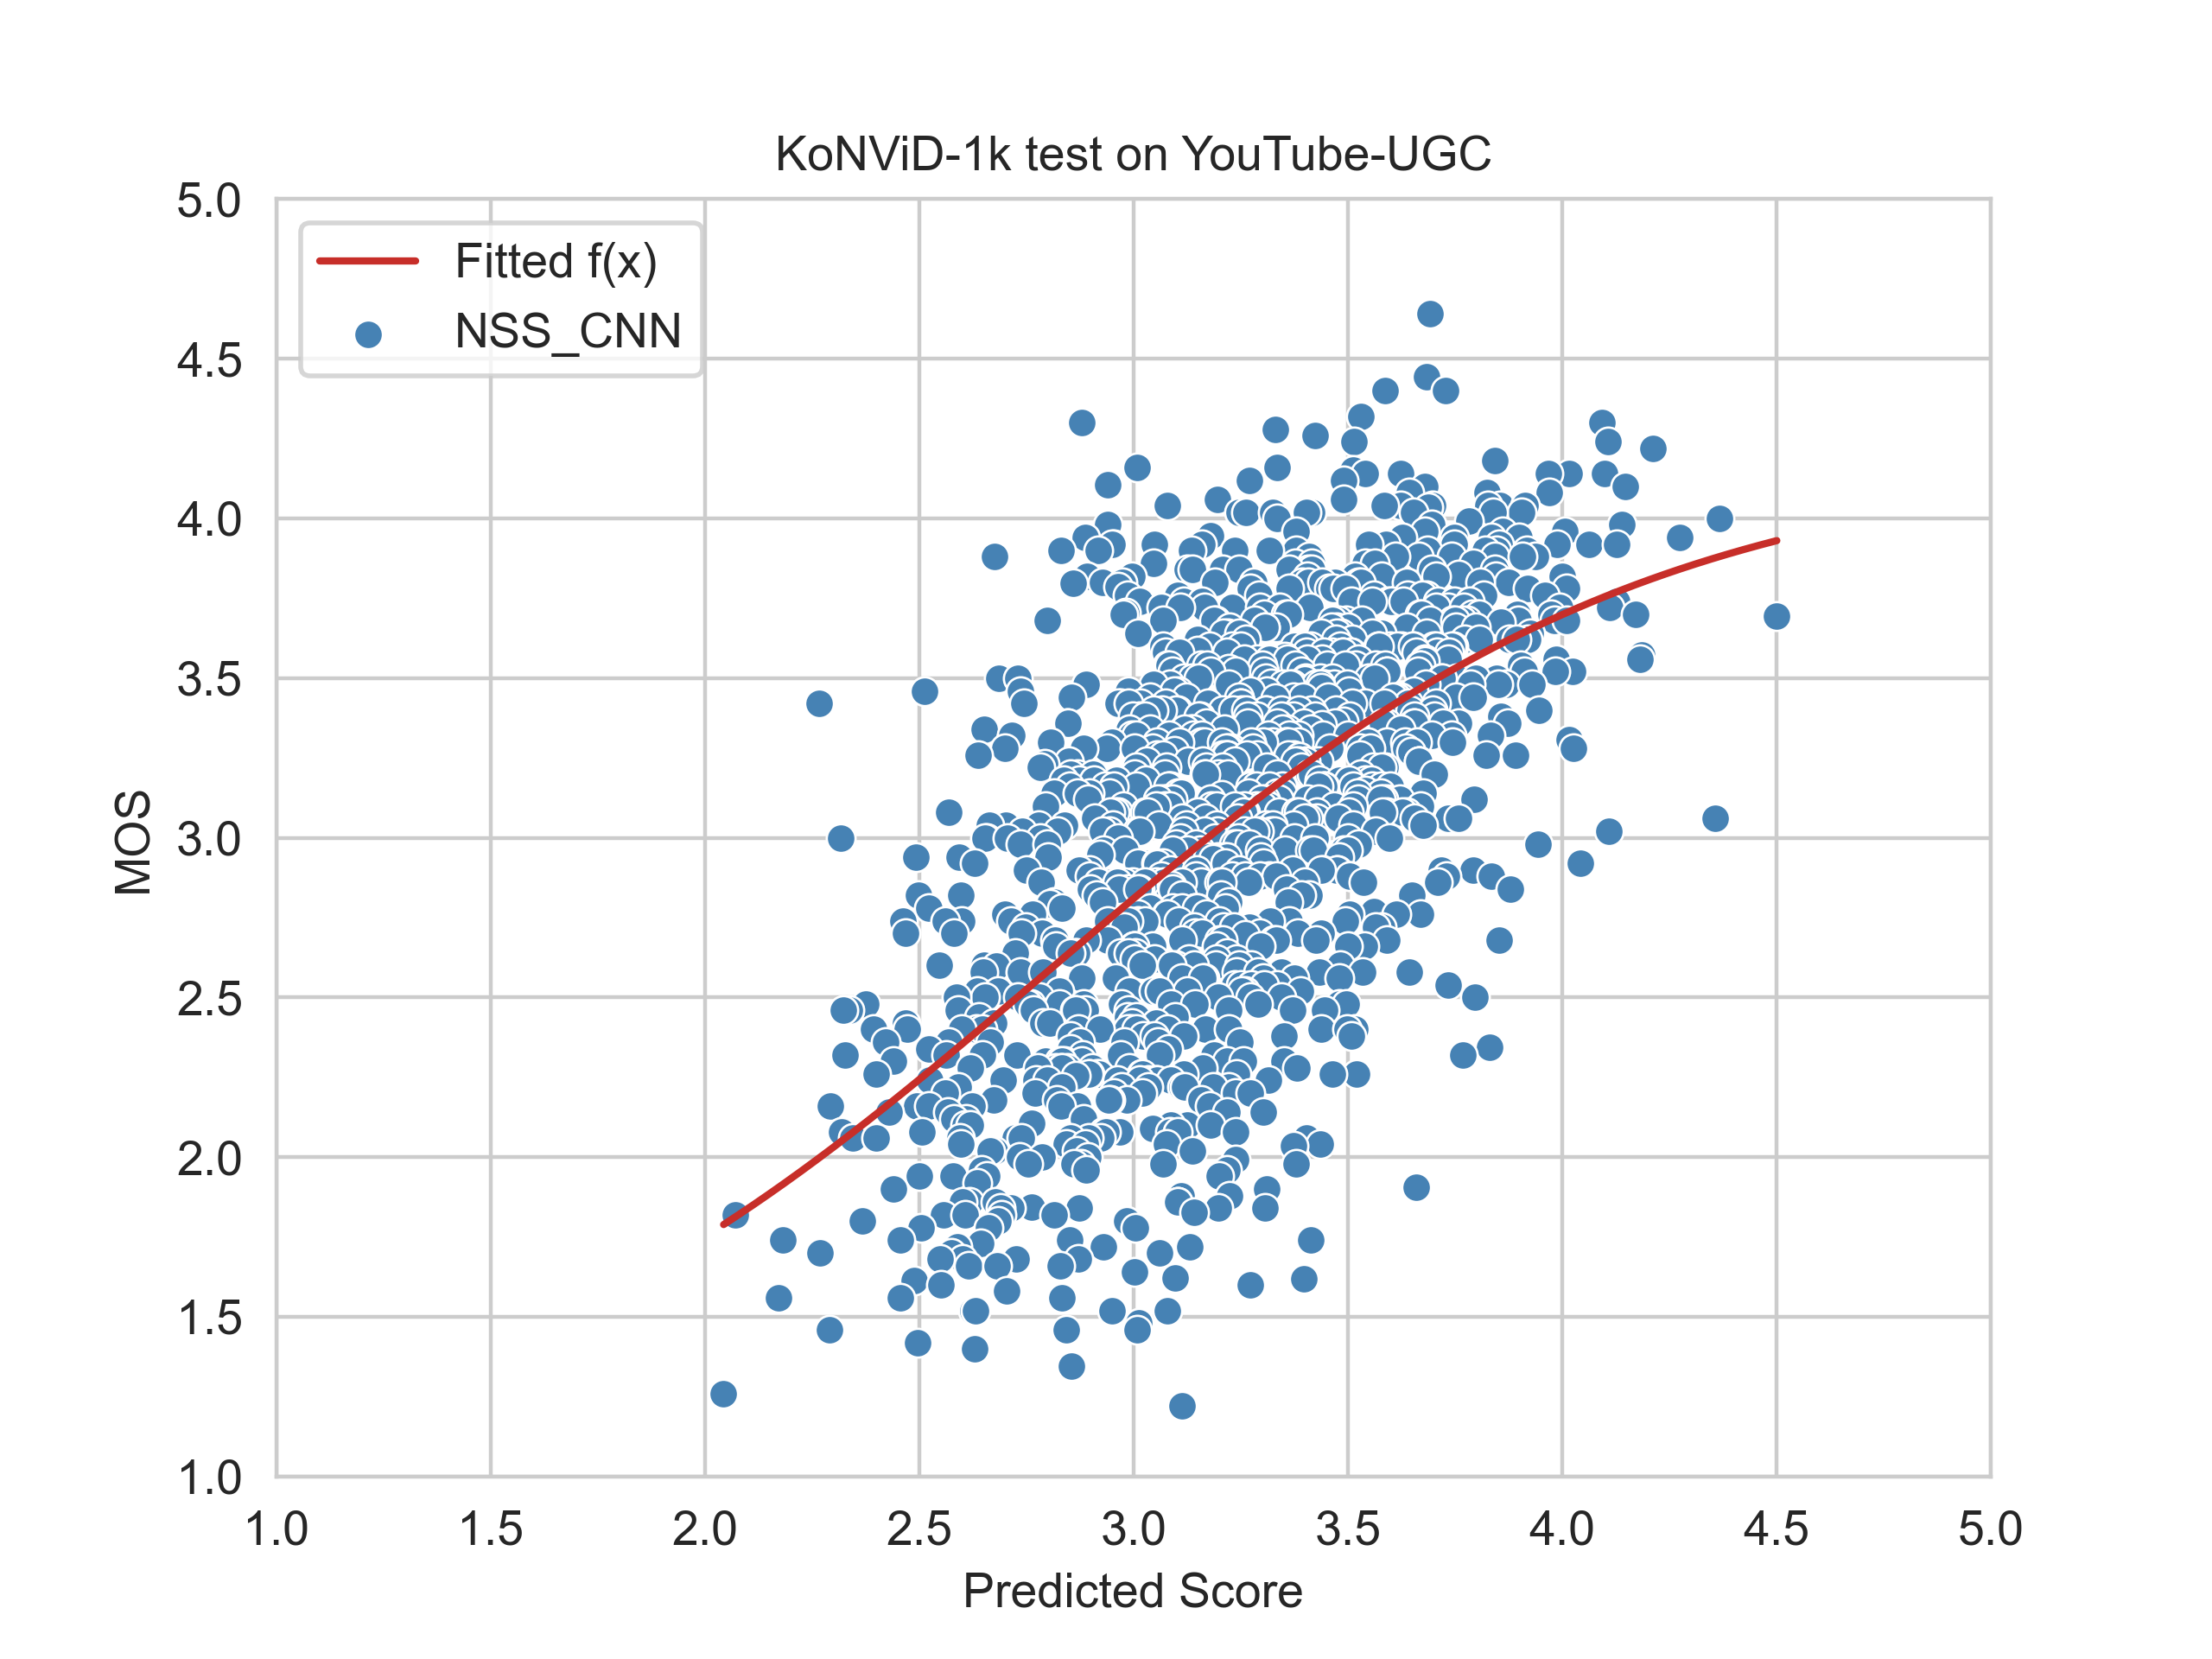 KoNViD-1k test on YouTube-UGC
Fitted f(x)
NSS_CNN
MOS
5.0
4.5
4.0
3.5
3.0
2.5
2.0
1.5
1.0
1.0 1.5 2.0 2.5 3.0 3.5 4.0 4.5 5.0
Predicted Score